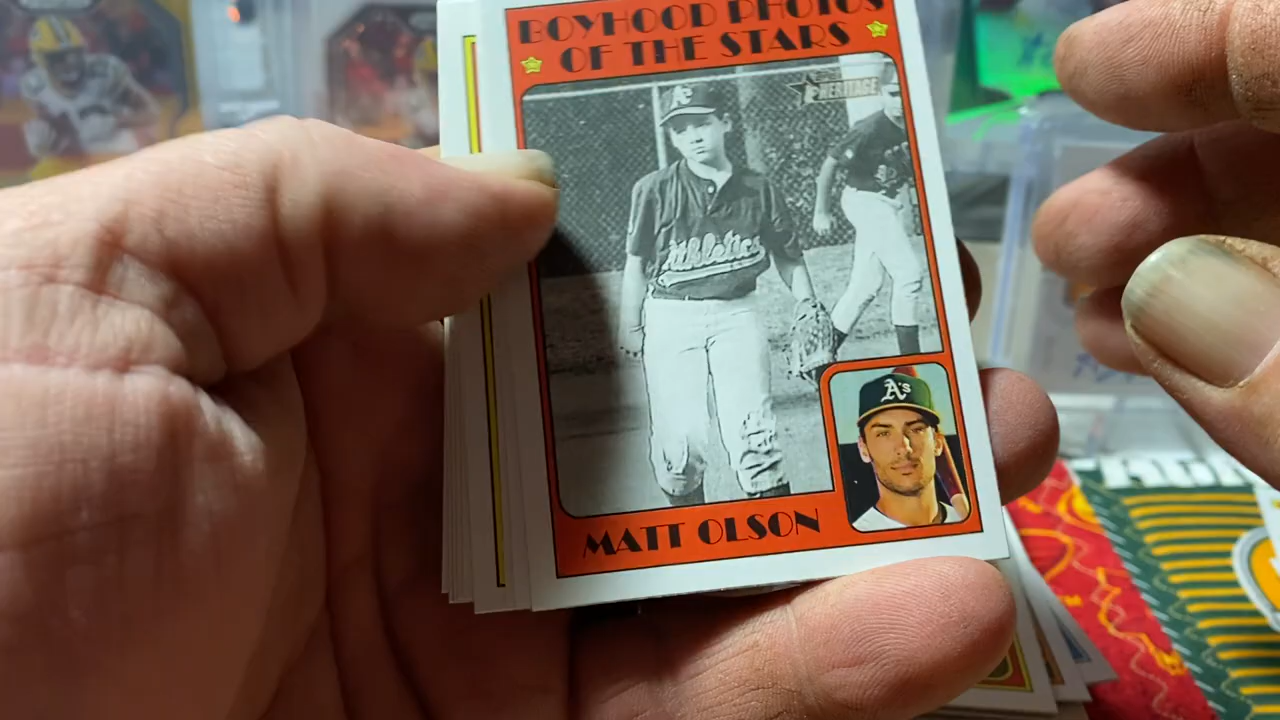 BOYHOOD PHOTOS
OF THE STARS
HERITAGE
A's
Athletics
A's
MATT OLSON